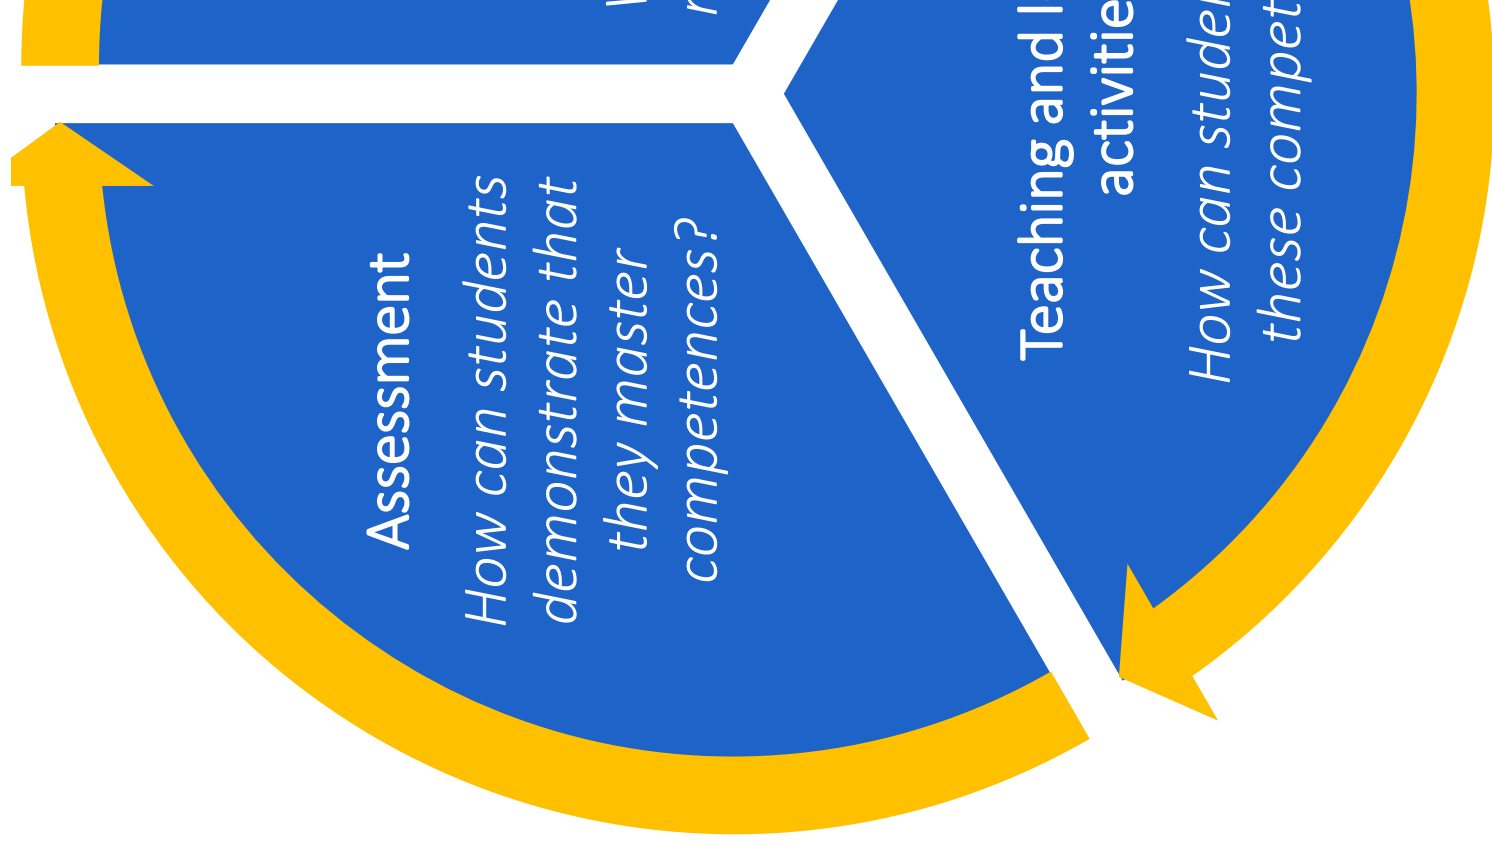 Assessment
How can students
demonstrate that
they master
competences?
Teaching and
activitie
How can studen
these compet